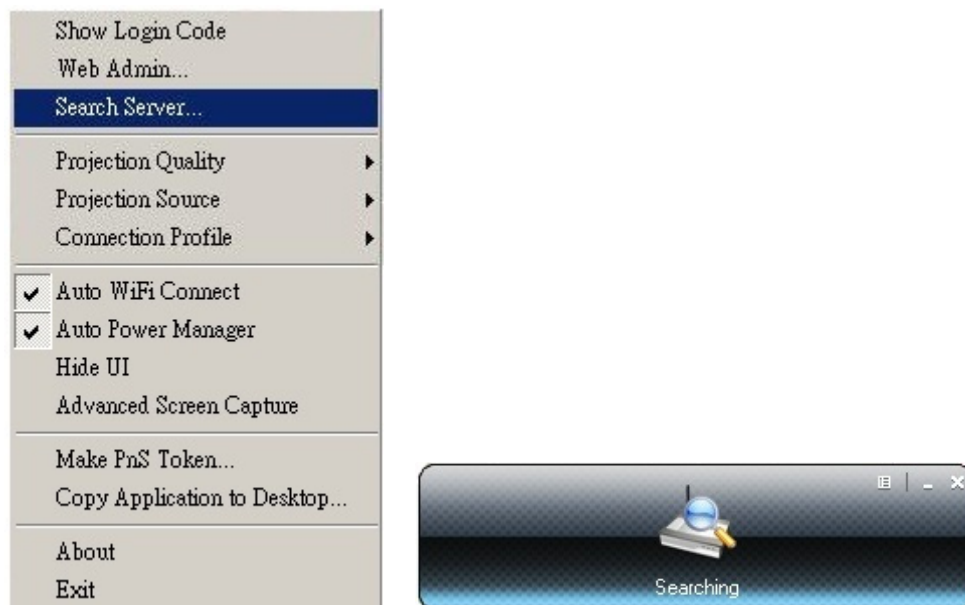 Show Login Code
Web Admin...
Search Server...
Projection Quality
Projection Source
Connection Profile
Auto WiFi Connect
Auto Power Manager
Hide UI
Advanced Screen Capture
Make PnS Token...
Copy Application to Desktop...
About
Exit
Searching